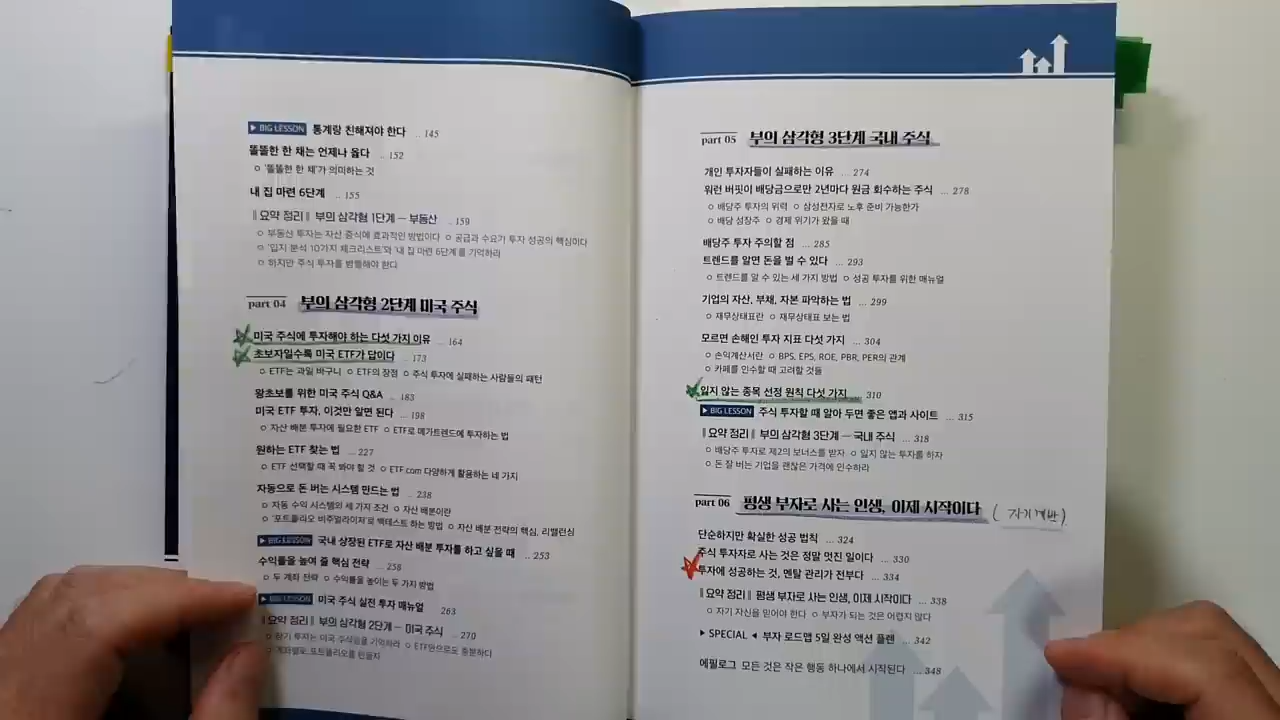 ▶ BIG LESSON 통계랑 친해져야 한다 ... 145
똘똘한 한 채는 언제나 옳다 ... 152
○ '똘똘한 한 채'가 의미하는 것
내 집 마련 6단계 ... 155
∥요약 정리∥ 부의 삼각형 1단계 — 부동산 ... 159
○ 부동산 투자는 자산 증식에 효과적인 방법이다 ○ 공급과 수요가 투자 성공의 핵심이다
○ '입지 분석 10가지 체크리스트'와 '내 집 마련 6단계'를 기억하라
○ 하지만 주식 투자를 병행해야 한다
part 04 부의 삼각형 2단계 미국 주식
미국 주식에 투자해야 하는 다섯 가지 이유 ... 164
초보자일수록 미국 ETF가 답이다 ... 173
○ ETF는 과일 바구니 ○ ETF의 장점 ○ 주식 투자에 실패하는 사람들의 패턴
왕초보를 위한 미국 주식 Q&A ... 183
미국 ETF 투자, 이것만 알면 된다 ... 198
○ 자산 배분 투자에 필요한 ETF ○ ETF로 메가트렌드에 투자하는 법
원하는 ETF 찾는 법 ... 227
○ ETF 선택할 때 꼭 봐야 할 것 ○ ETF.com 다양하게 활용하는 네 가지
자동으로 돈 버는 시스템 만드는 법 ... 238
○ 자동 수익 시스템의 세 가지 조건 ○ 자산 배분이란
○ '포트폴리오 비주얼라이저'로 백테스트 하는 방법 ○ 자산 배분 전략의 핵심, 리밸런싱
▶ BIG LESSON 국내 상장된 ETF로 자산 배분 투자를 하고 싶을 때 ... 253
수익률을 높여 줄 핵심 전략 ... 258
○ 두 계좌 전략 ○ 수익률을 높이는 두 가지 방법
▶ BIG LESSON 미국 주식 실전 투자 매뉴얼 263
∥요약 정리∥ 부의 삼각형 2단계 — 미국 주식 ... 270
○ 장기 투자는 미국 주식임을 기억하라 ○ ETF만으로도 충분하다
○ 계좌별로 포트폴리오를 만들자
part 05 부의 삼각형 3단계 국내 주식
개인 투자자들이 실패하는 이유 ... 274
워런 버핏이 배당금으로만 2년마다 원금 회수하는 주식 ... 278
○ 배당주 투자의 위력 ○ 삼성전자로 노후 준비 가능한가
○ 배당 성장주 ○ 경제 위기가 왔을 때
배당주 투자 주의할 점 ... 285
트렌드를 알면 돈을 벌 수 있다 ... 293
○ 트렌드를 알 수 있는 세 가지 방법 ○ 성공 투자를 위한 매뉴얼
기업의 자산, 부채, 자본 파악하는 법 ... 299
○ 재무상태표란 ○ 재무상태표 보는 법
모르면 손해인 투자 지표 다섯 가지 ... 304
○ 손익계산서란 ○ BPS, EPS, ROE, PBR, PER의 관계
○ 카페를 인수할 때 고려할 것들
잃지 않는 종목 선정 원칙 다섯 가지 310
▶ BIG LESSON 주식 투자할 때 알아 두면 좋은 앱과 사이트 ... 315
∥요약 정리∥ 부의 삼각형 3단계 — 국내 주식 ... 318
○ 배당주 투자로 제2의 보너스를 받자 ○ 잃지 않는 투자를 하자
○ 돈 잘 버는 기업을 괜찮은 가격에 인수하라
part 06 평생 부자로 사는 인생, 이제 시작이다 (자기계발)
단순하지만 확실한 성공 법칙 ... 324
주식 투자자로 사는 것은 정말 멋진 일이다 ... 330
투자에 성공하는 것, 멘탈 관리가 전부다 ... 334
∥요약 정리∥ 평생 부자로 사는 인생, 이제 시작이다 ... 338
○ 자기 자신을 믿어야 한다 ○ 부자가 되는 것은 어렵지 않다
▶ SPECIAL ◀ 부자 로드맵 5일 완성 액션 플랜 ... 342
에필로그 모든 것은 작은 행동 하나에서 시작된다 ... 348